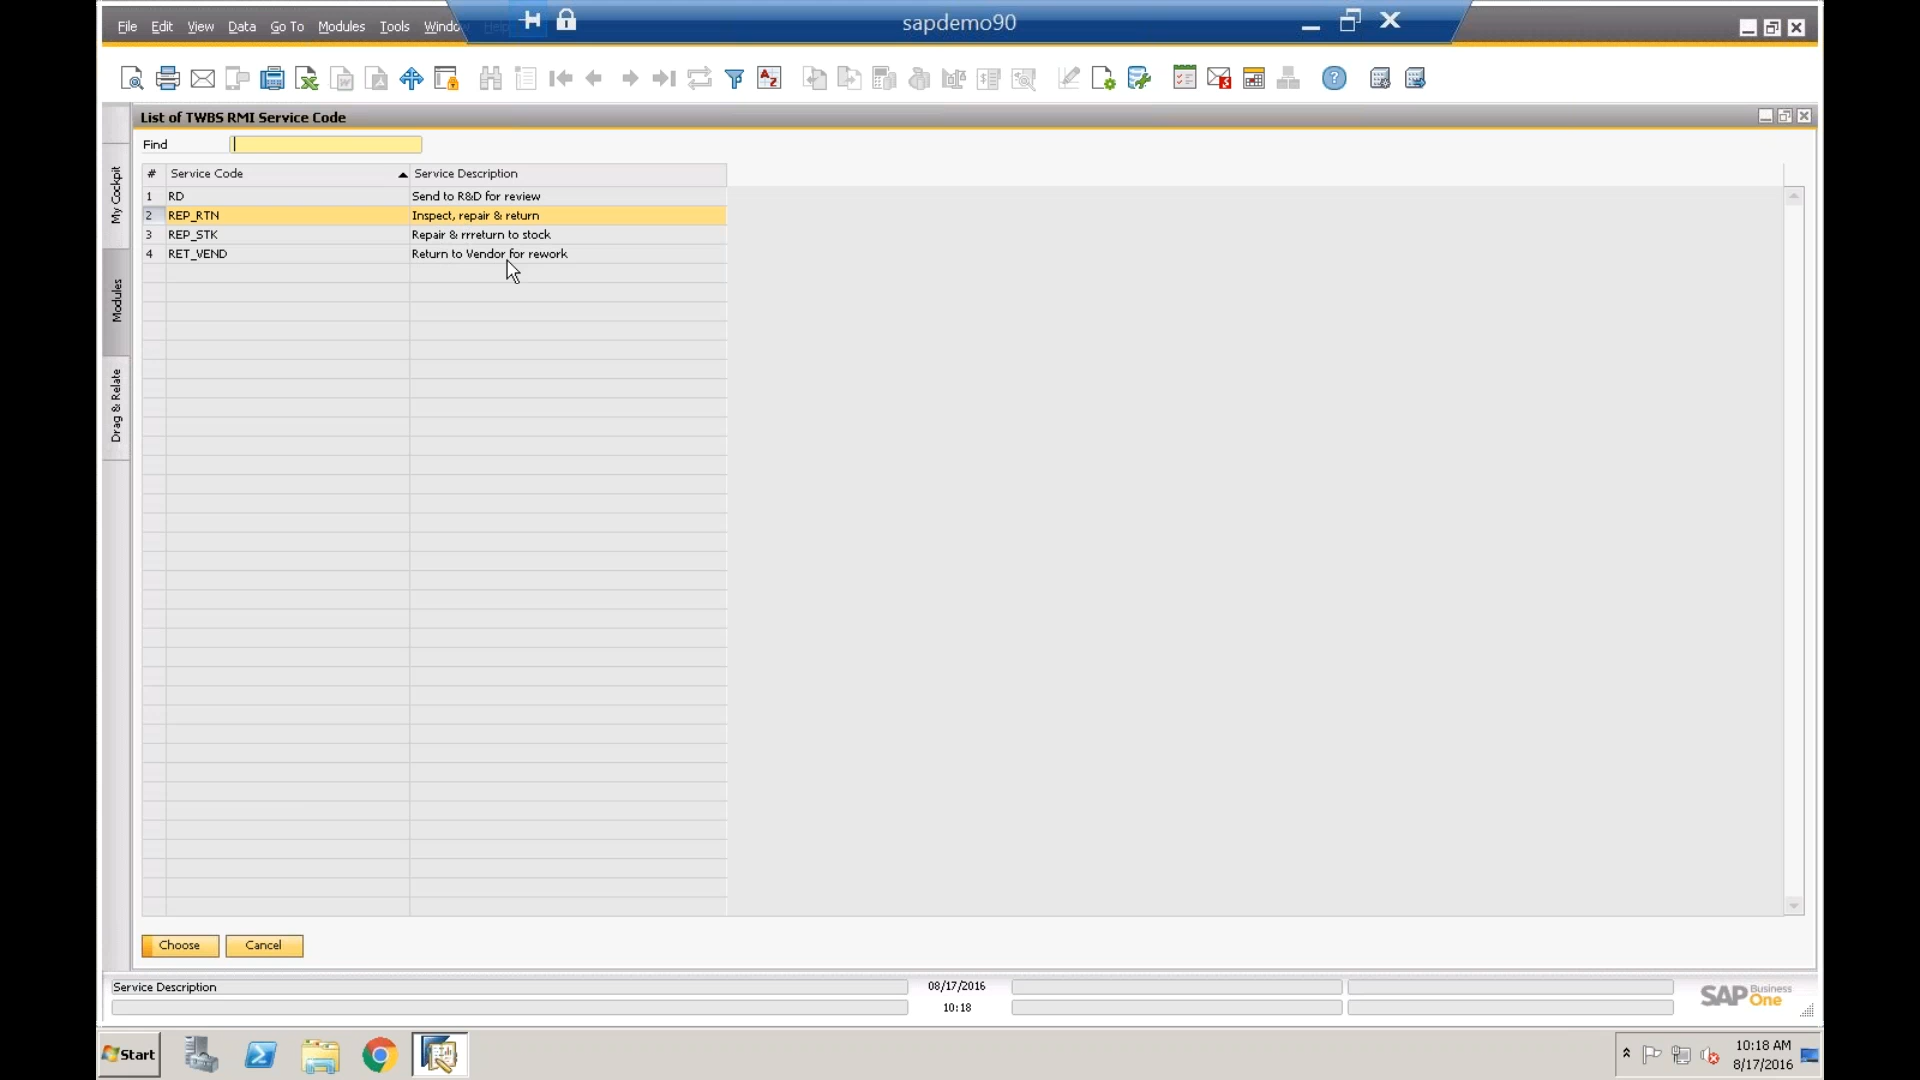 sapdemo90
File Edit View Data Go To Modules Tools Window Help
List of TWBS RMI Service Code
Find
# Service Code Service Description
1 RD Send to R&D for review
2 REP_RTN Inspect, repair & return
3 REP_STK Repair & rrreturn to stock
4 RET_VEND Return to Vendor for rework
My Cockpit
Modules
Drag & Relate
Choose Cancel
Service Description 08/17/2016
10:18
SAP Business One
Start
10:18 AM
8/17/2016